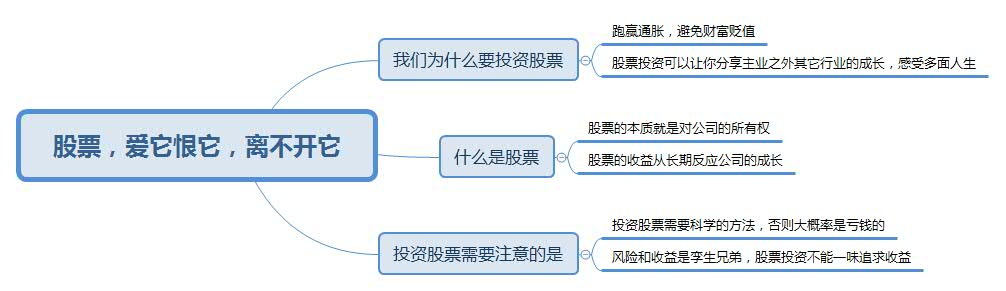 股票，爱它恨它，离不开它
我们为什么要投资股票
跑赢通胀，避免财富贬值
股票投资可以让你分享主业之外其它行业的成长，感受多面人生
什么是股票
股票的本质就是对公司的所有权
股票的收益从长期反应公司的成长
投资股票需要注意的是
投资股票需要科学的方法，否则大概率是亏钱的
风险和收益是孪生兄弟，股票投资不能一味追求收益